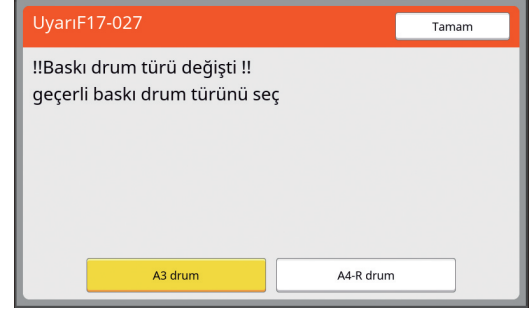 UyarıF17-027
Tamam
!!Baskı drum türü değişti !!
geçerli baskı drum türünü seç
A3 drum
A4-R drum